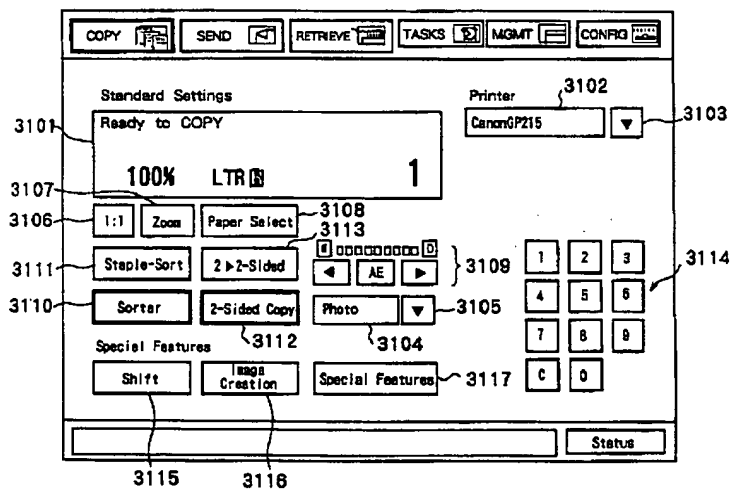 COPY SEND RETRIEVE TASKS MGMT CONFIG
3102
Standard Settings Printer
3101 Ready to COPY CanonGP215 ▼ 3103
100% LTR R 1
3107
3106 1:1 Zoom Paper Select 3108
3113
3111 Staple-Sort 2▶2-Sided ◀ AE ▶ 3109 1 2 3 3114
3110 Sorter 2-Sided Copy Photo ▼ 3105 4 5 6
3112 3104 7 8 9
Special Features
Shift Image Creation Special Features 3117 C 0
Status
3115 3116